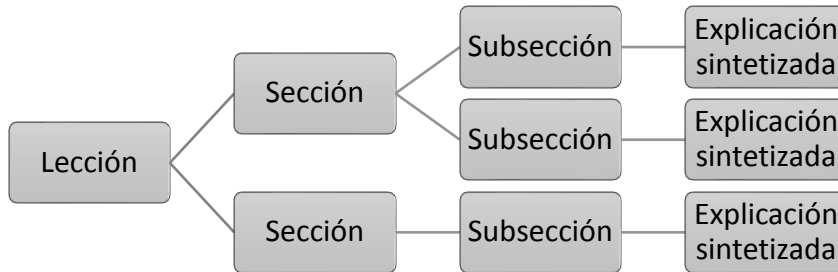 Lección
Sección
Subsección
Explicación
sintetizada
Subsección
Explicación
sintetizada
Sección
Subsección
Explicación
sintetizada